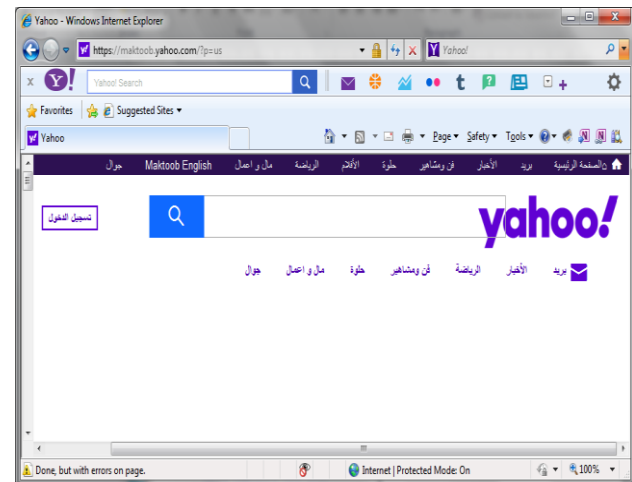 Yahoo - Windows Internet Explorer
https://maktoob.yahoo.com/?p=us Yahoo!
x Y! Yahoo! Search t
Favorites Suggested Sites
Yahoo Page Safety Tools
والصفحة الرئيسية بريد الأخبار فن ومشاهير حلوة الأفلام الرياضة مال و اعمال Maktoob English جوال
yahoo! تسجيل الدخول
بريد الأخبار الرياضة فن ومشاهير حلوة مال و اعمال جوال
Done, but with errors on page. Internet | Protected Mode: On 100%